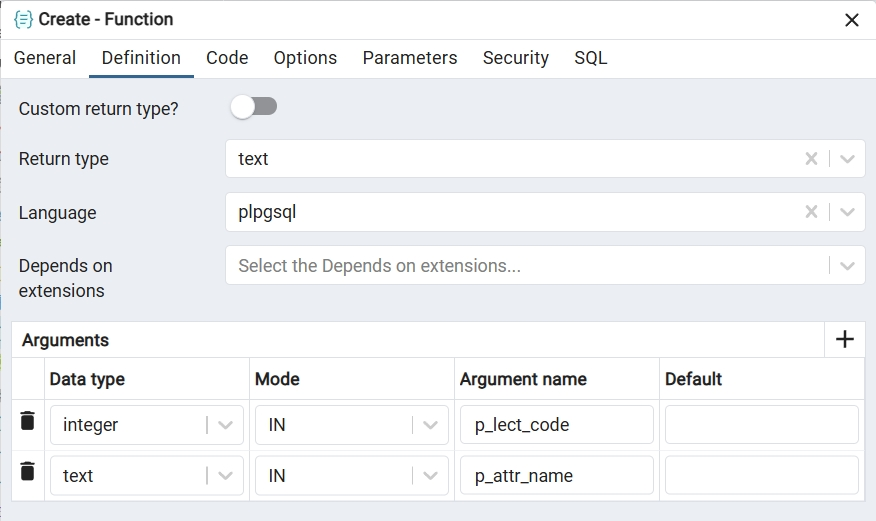 Create - Function
General Definition Code Options Parameters Security SQL
Custom return type?
Return type text
Language plpgsql
Depends on Select the Depends on extensions...
extensions
Arguments
Data type Mode Argument name Default
integer IN p_lect_code
text IN p_attr_name